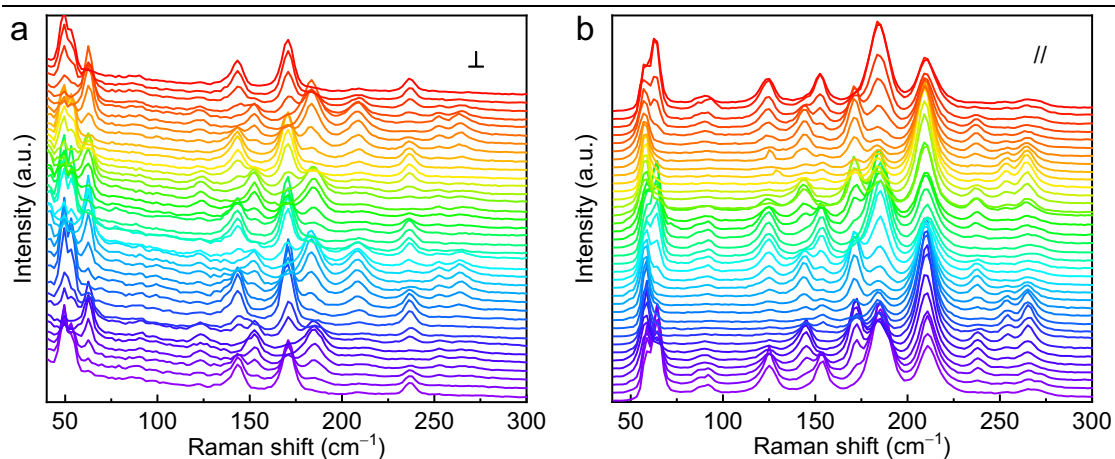 a
⊥
Intensity (a.u.)
50 100 150 200 250 300
Raman shift (cm⁻¹)
b
//
Intensity (a.u.)
50 100 150 200 250 300
Raman shift (cm⁻¹)